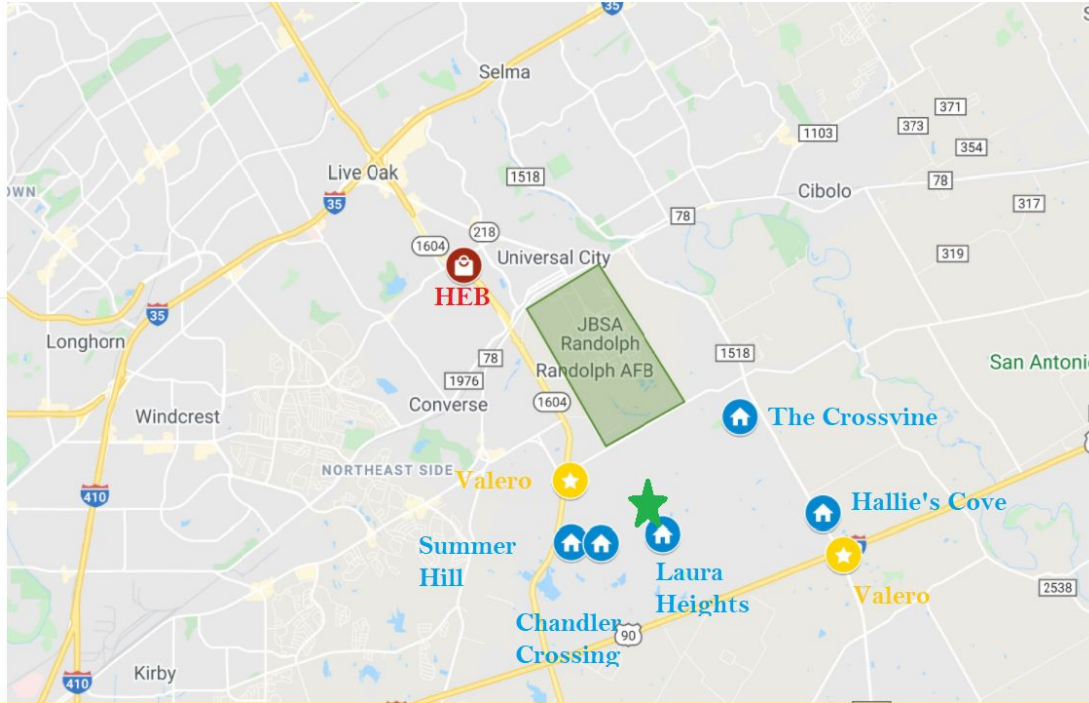 35
S
Selma
371
373
1103
354
Live Oak
1518
78
Cibolo
OWN
35
317
78
218
1604
Universal City
319
HEB
35
JBSA
Randolph
Longhorn
78
1518
San Antoni
Randolph AFB
1976
1604
Converse
Windcrest
The Crossvine
NORTHEAST SIDE
Valero
410
Hallie's Cove
Summer
Hill
Laura
Heights
2538
Valero
Chandler
Crossing
90
Kirby
410